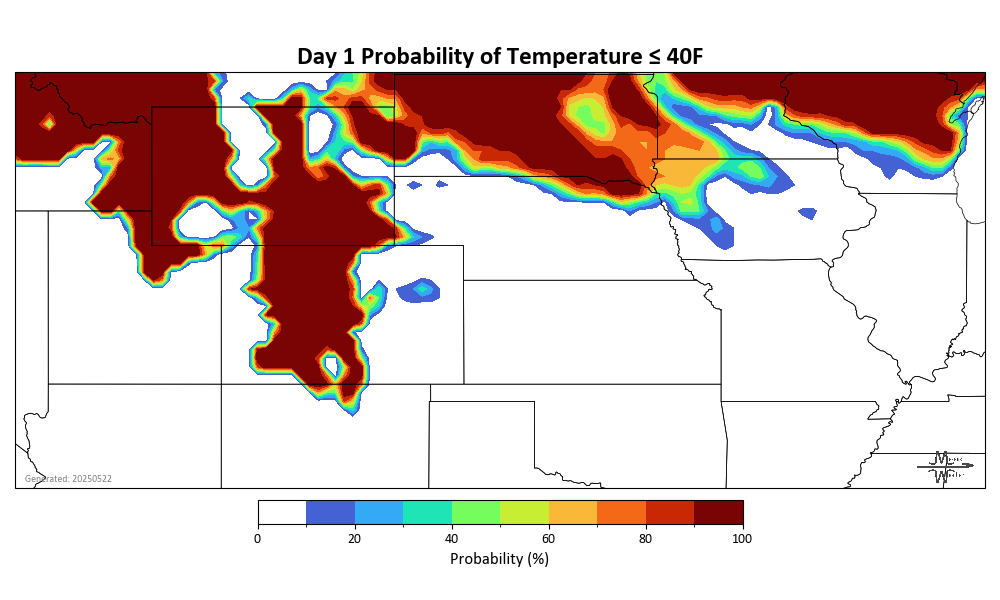 Day 1 Probability of Temperature ≤ 40F
Generated: 20250522
0 20 40 60 80 100
Probability (%)